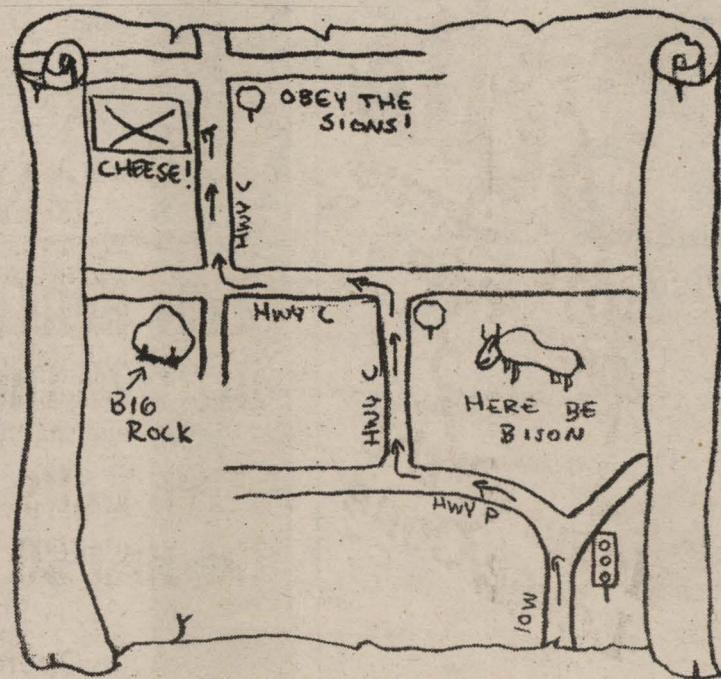 OBEY THE
SIGNS!
CHEESE!
HWY C
HWY C
BIG
ROCK
HWY C
HERE BE
BISON
HWY P
10W